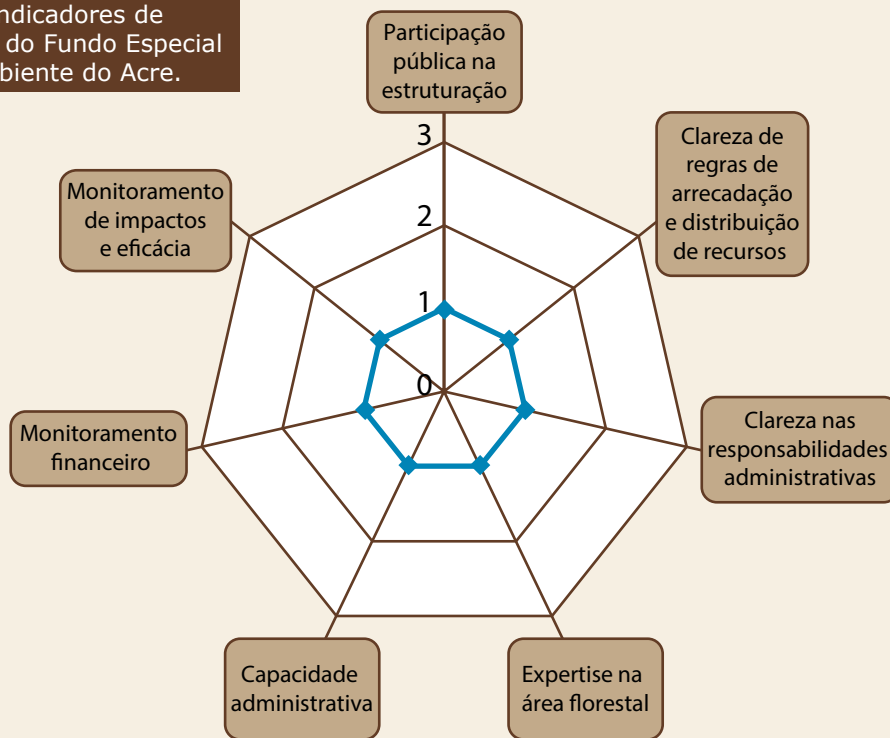 ndicadores de
do Fundo Especial
biente do Acre.
Participação
pública na
estruturação
3
Clareza de
regras de
arrecadação
e distribuição
de recursos
Monitoramento
de impactos
e eficácia
2
1
0
Clareza nas
responsabilidades
administrativas
Monitoramento
financeiro
Capacidade
administrativa
Expertise na
área florestal